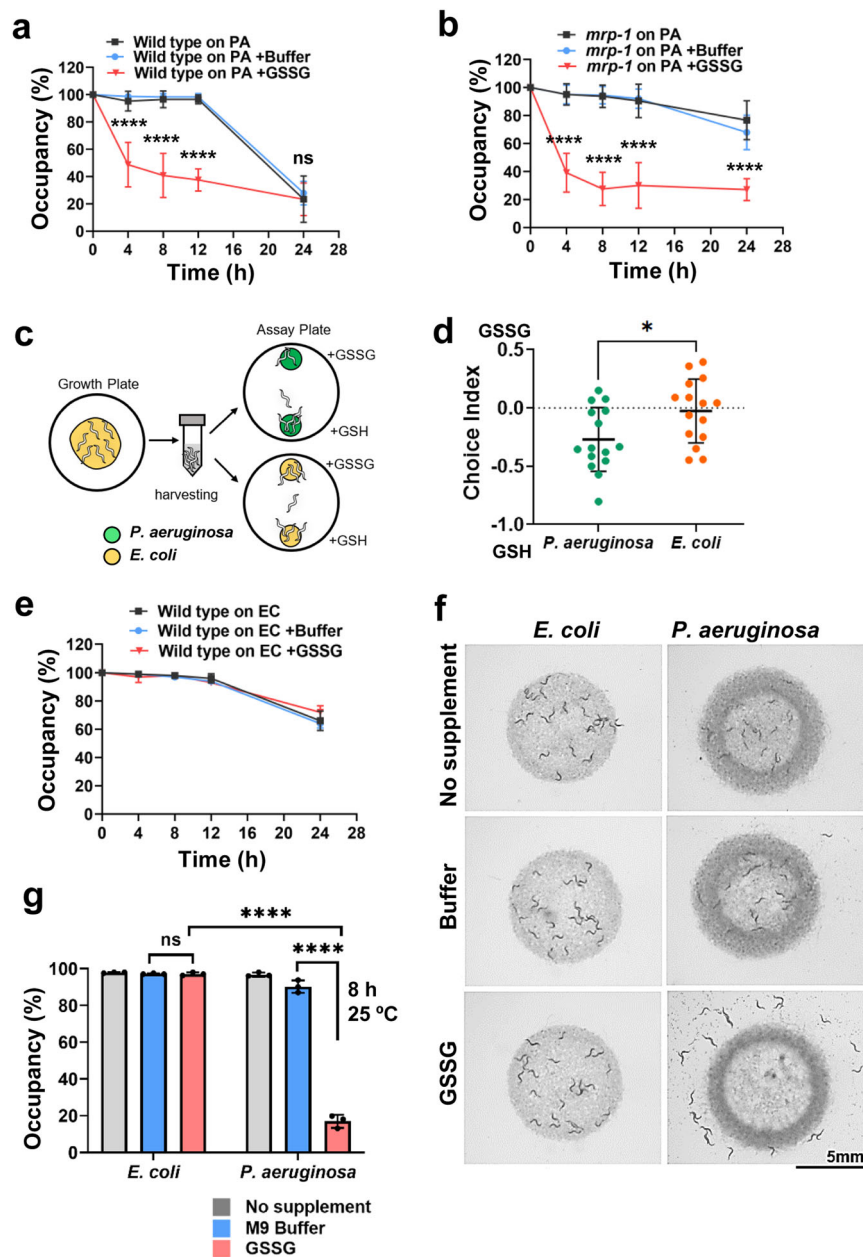 a
Wild type on PA
Wild type on PA +Buffer
Wild type on PA +GSSG
Occupancy (%)
120
100
80
60
40
20
0
****
****
****
ns
0 4 8 12 16 20 24 28
Time (h)
b
mrp-1 on PA
mrp-1 on PA +Buffer
mrp-1 on PA +GSSG
Occupancy (%)
120
100
80
60
40
20
0
****
****
****
****
0 4 8 12 16 20 24 28
Time (h)
c
Growth Plate
harvesting
Assay Plate
+GSSG
+GSH
+GSSG
+GSH
P. aeruginosa
E. coli
d
GSSG
*
Choice Index
0.5
0.0
-0.5
-1.0
GSH
P. aeruginosa
E. coli
e
Wild type on EC
Wild type on EC +Buffer
Wild type on EC +GSSG
Occupancy (%)
120
100
80
60
40
20
0
0 4 8 12 16 20 24 28
Time (h)
f
E. coli
P. aeruginosa
No supplement
Buffer
GSSG
5mm
g
****
ns
****
8 h
25 ºC
Occupancy (%)
100
80
60
40
20
0
E. coli
P. aeruginosa
No supplement
M9 Buffer
GSSG